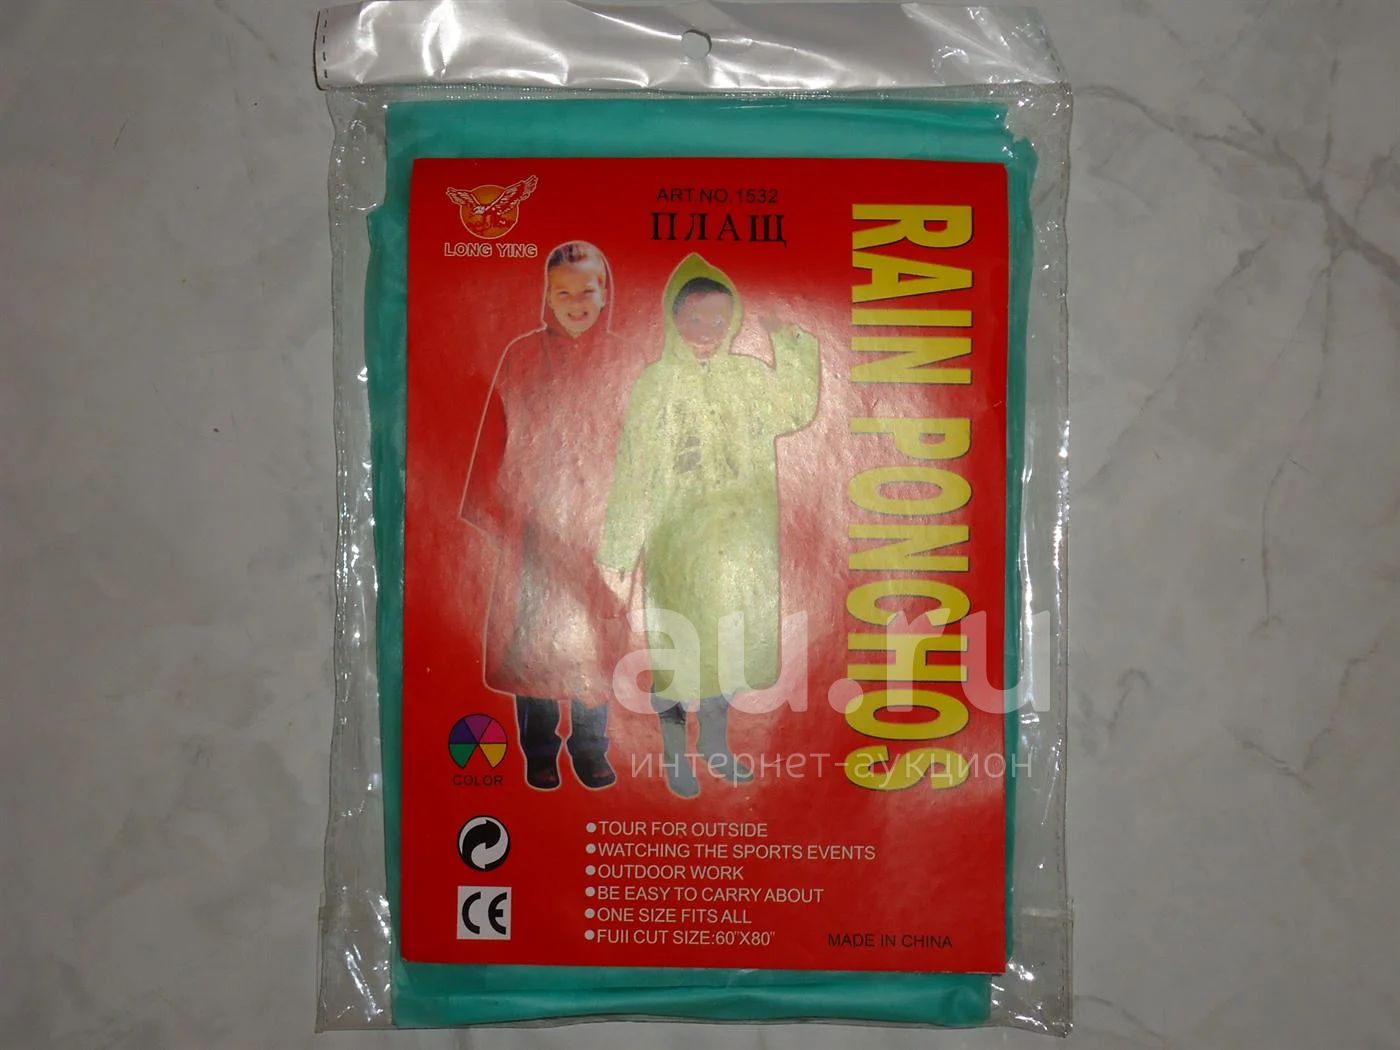 LONG YING
ART.NO.1532
ПЛАЩ
RAIN PONCHOS
COLOR
CE
•TOUR FOR OUTSIDE
•WATCHING THE SPORTS EVENTS
•OUTDOOR WORK
•BE EASY TO CARRY ABOUT
•ONE SIZE FITS ALL
•FUII CUT SIZE:60"X80"
MADE IN CHINA
au.ru
интернет-аукцион